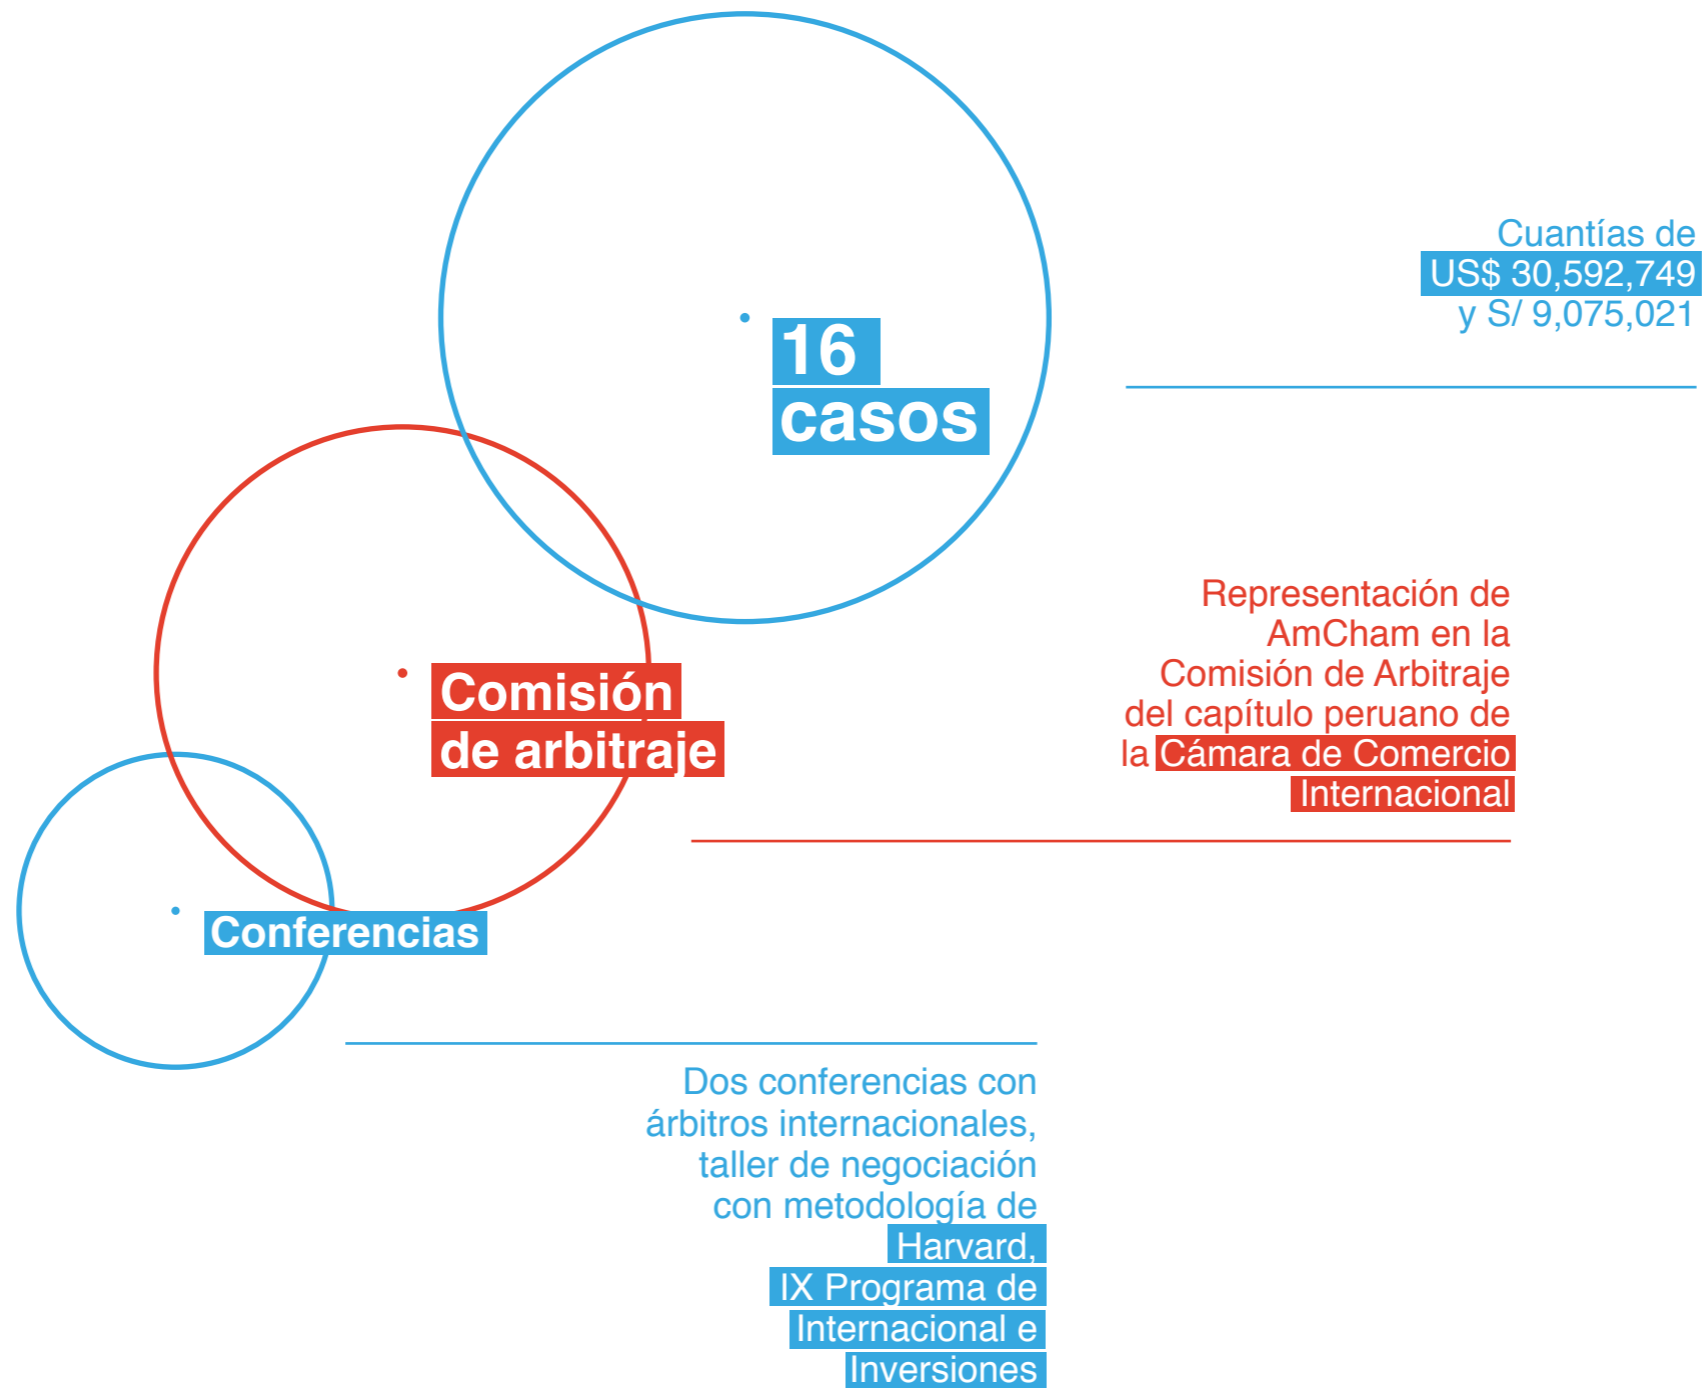 16
casos
Cuantías de
US$ 30,592,749
y S/ 9,075,021
Comisión
de arbitraje
Representación de
AmCham en la
Comisión de Arbitraje
del capítulo peruano de
la Cámara de Comercio
Internacional
Conferencias
Dos conferencias con
árbitros internacionales,
taller de negociación
con metodología de
Harvard,
IX Programa de
Internacional e
Inversiones